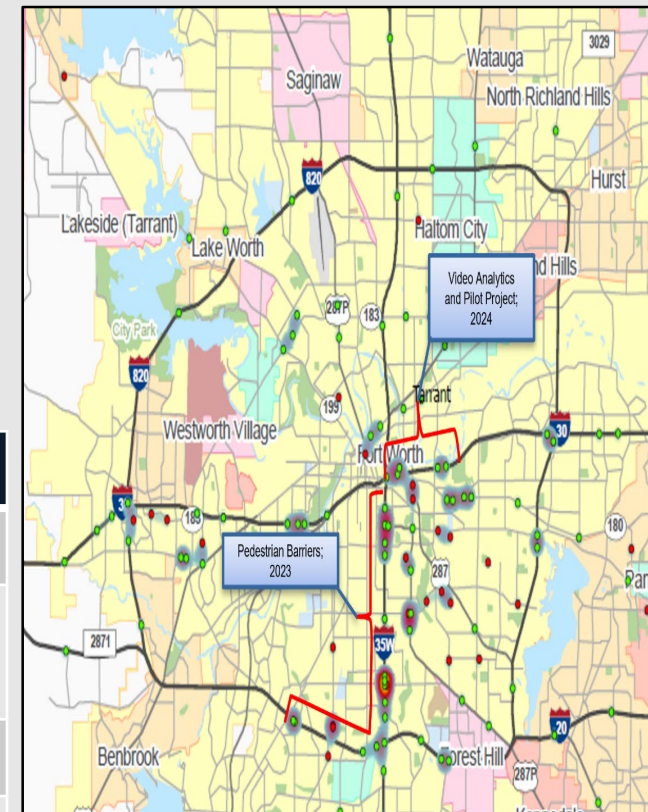 3029
Watauga
Saginaw
North Richland Hills
820
Hurst
Lakeside (Tarrant)
Haltom City
Lake Worth
nd Hills
Video Analytics
and Pilot Project;
2024
287P
183
City Park
820
Tarrant
199
Westworth Village
30
Fort Worth
183
180
Pedestrian Barriers;
2023
287
2871
35W
20
Benbrook
Forest Hill
287P